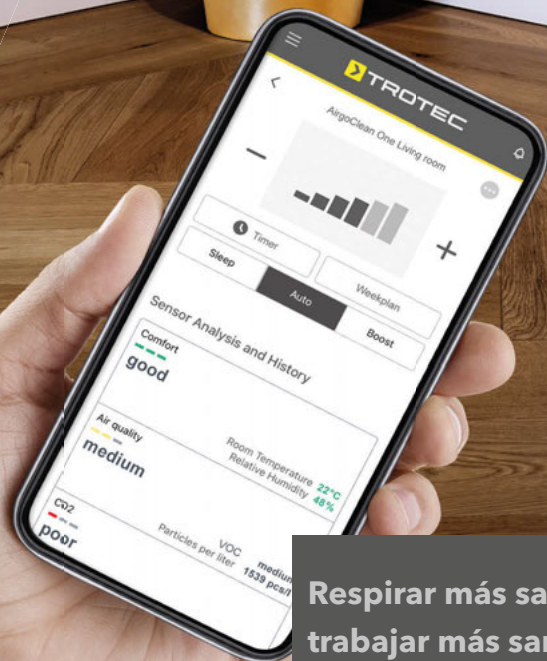 TROTEC
AirgoClean One Living room
Timer
Weekplan
Sleep
Auto
Boost
Sensor Analysis and History
Comfort
good
Room Temperature 22°C
Relative Humidity 48%
Air quality
medium
VOC medium
Particles per liter 1539 pcs/l
CO2
poor
Respirar más
trabajar más